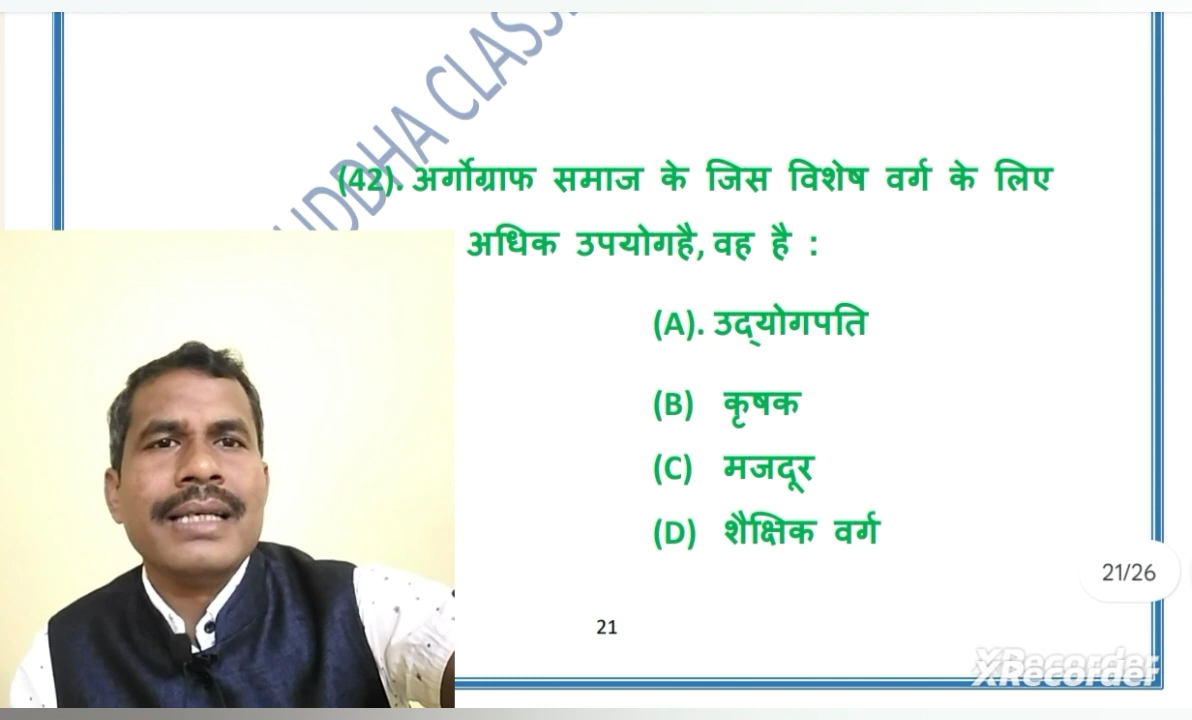 UDDHA CLASS
(42). अर्गोग्राफ समाज के जिस विशेष वर्ग के लिए
अधिक उपयोगहै, वह है :
(A). उद्योगपति
(B) कृषक
(C) मजदूर
(D) शैक्षिक वर्ग
21/26
21
XRecorder